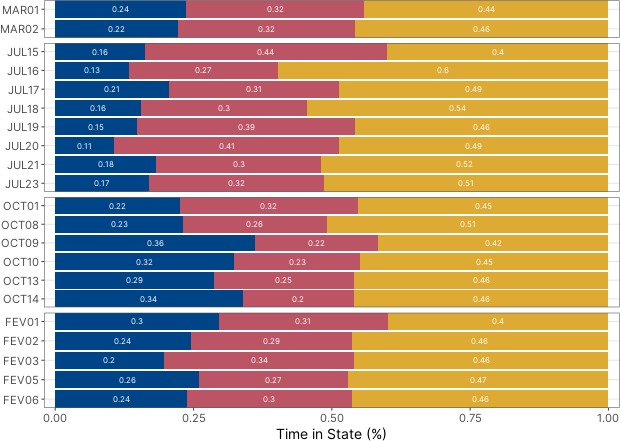 MAR01 0.24 0.32 0.44
MAR02 0.22 0.32 0.46
JUL15 0.16 0.44 0.4
JUL16 0.13 0.27 0.6
JUL17 0.21 0.31 0.49
JUL18 0.16 0.3 0.54
JUL19 0.15 0.39 0.46
JUL20 0.11 0.41 0.49
JUL21 0.18 0.3 0.52
JUL23 0.17 0.32 0.51
OCT01 0.22 0.32 0.45
OCT08 0.23 0.26 0.51
OCT09 0.36 0.22 0.42
OCT10 0.32 0.23 0.45
OCT13 0.29 0.25 0.46
OCT14 0.34 0.2 0.46
FEV01 0.3 0.31 0.4
FEV02 0.24 0.29 0.46
FEV03 0.2 0.34 0.46
FEV05 0.26 0.27 0.47
FEV06 0.24 0.3 0.46
0.00 0.25 0.50 0.75 1.00
Time in State (%)